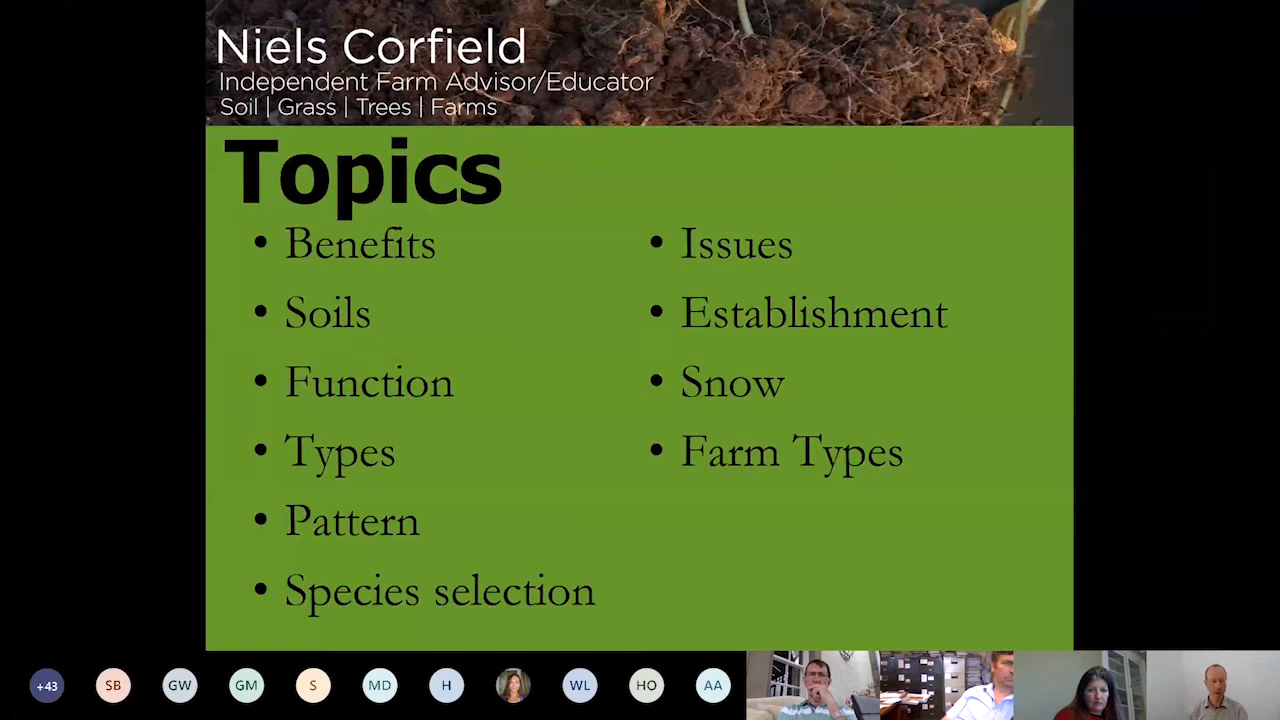 Niels Corfield
Independent Farm Advisor/Educator
Soil | Grass | Trees | Farms
Topics
• Benefits
• Soils
• Function
• Types
• Pattern
• Species selection
• Issues
• Establishment
• Snow
• Farm Types
+43
SB
GW
GM
S
MD
H
WL
HO
AA